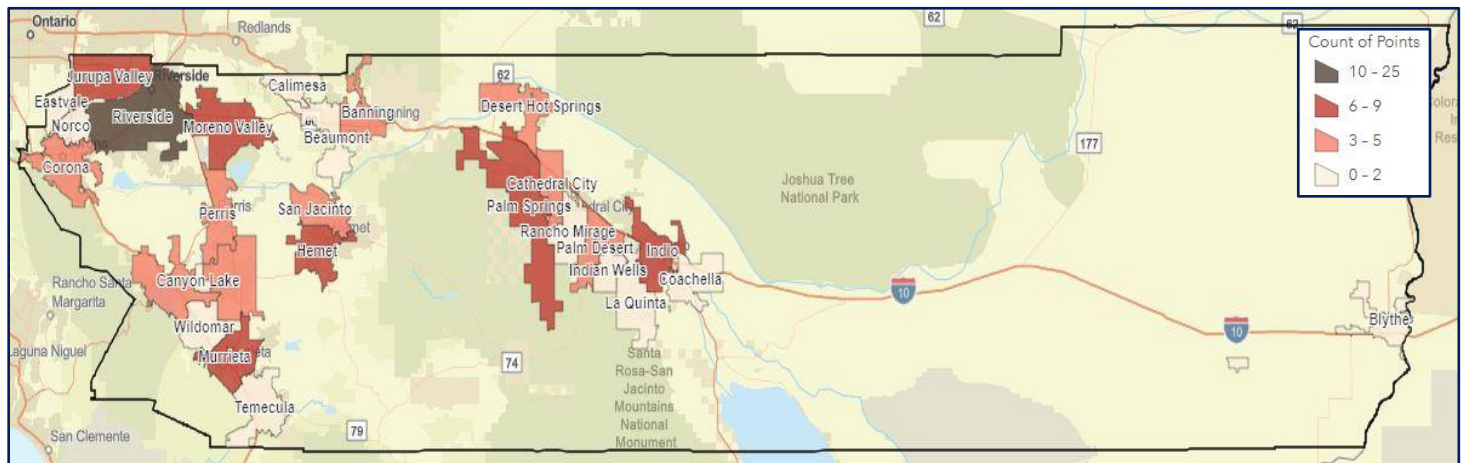 Ontario
Redlands
62
62
Count of Points
10 - 25
6 - 9
3 - 5
0 - 2
Jurupa Valley
Riverside
Calimesa
62
Eastvale
Desert Hot Springs
Banning
Riverside
Norco
Moreno Valley
Beaumont
177
Corona
Joshua Tree
National Park
Cathedral City
Palm Springs
San Jacinto
Perris
Rancho Mirage
Palm Desert
Hemet
Indio
Indian Wells
Coachella
Canyon Lake
Rancho Santa
Margarita
La Quinta
10
Blythe
Wildomar
10
Laguna Niguel
Murrieta
74
Santa
Rosa-San
Jacinto
Mountains
National
Monument
Temecula
79
San Clemente